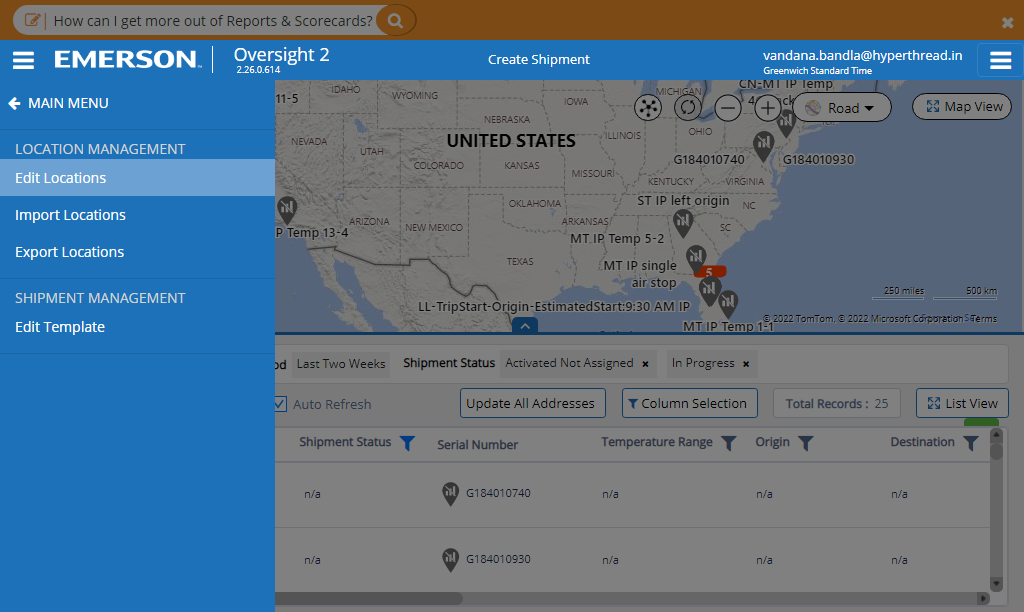 How can I get more out of Reports & Scorecards?
EMERSON
Oversight 2
2.26.0.614
Create Shipment
vandana.bandla@hyperthread.in
Greenwich Standard Time
MAIN MENU
LOCATION MANAGEMENT
Edit Locations
Import Locations
Export Locations
SHIPMENT MANAGEMENT
Edit Template
11-5
IDAHO
WYOMING
IOWA
MICHIGAN
CN-MT IP Temp
Road
Map View
NEBRASKA
NEVADA
UTAH
UNITED STATES
ILLINOIS
OHIO
COLORADO
KANSAS
MISSOURI
G184010740
G184010930
KENTUCKY
VIRGINIA
OKLAHOMA
ST IP left origin
NC
P Temp 13-4
ARIZONA
NEW MEXICO
ARKANSAS
SC
MT IP Temp 5-2
TEXAS
MT IP single
air stop
5
250 miles
500 km
LL-TripStart-Origin-EstimatedStart:9:30 AM IP
© 2022 TomTom, © 2022 Microsoft Corporation
Terms
MT IP Temp 1-1
od
Last Two Weeks
Shipment Status
Activated Not Assigned ×
In Progress ×
Auto Refresh
Update All Addresses
Column Selection
Total Records : 25
List View
Shipment Status
Serial Number
Temperature Range
Origin
Destination
n/a
G184010740
n/a
n/a
n/a
n/a
G184010930
n/a
n/a
n/a